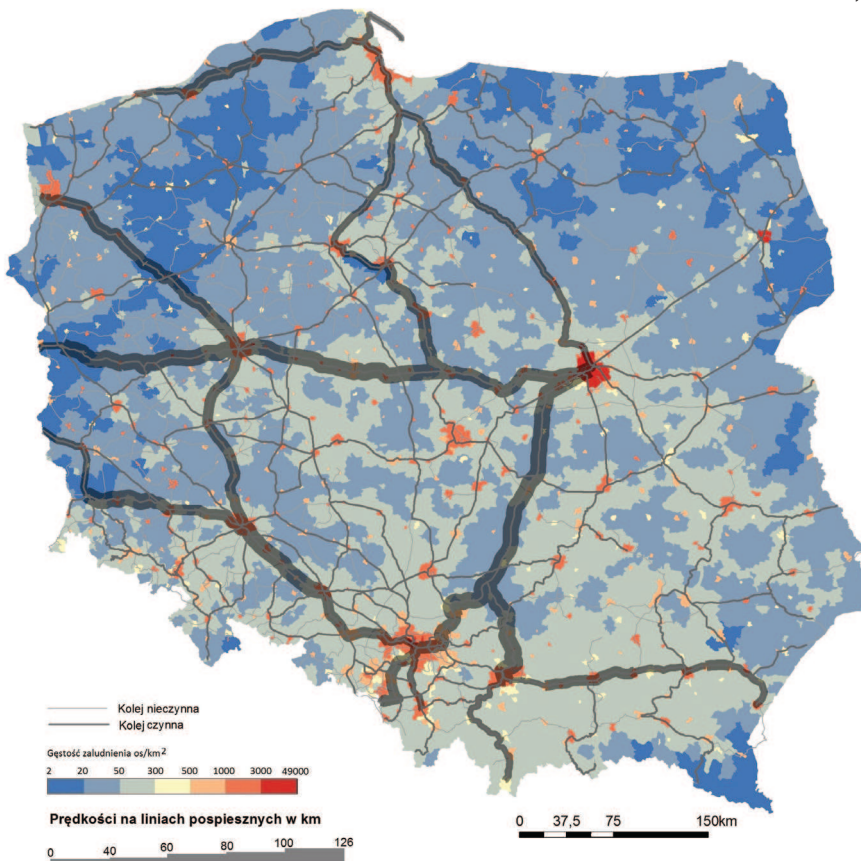 Kolej nieczynna
Kolej czynna
Gęstość zaludnienia os/km²
2 20 50 300 500 1000 3000 49000
Prędkości na liniach pospiesznych w km
0 40 60 80 100 126
0 37,5 75 150km